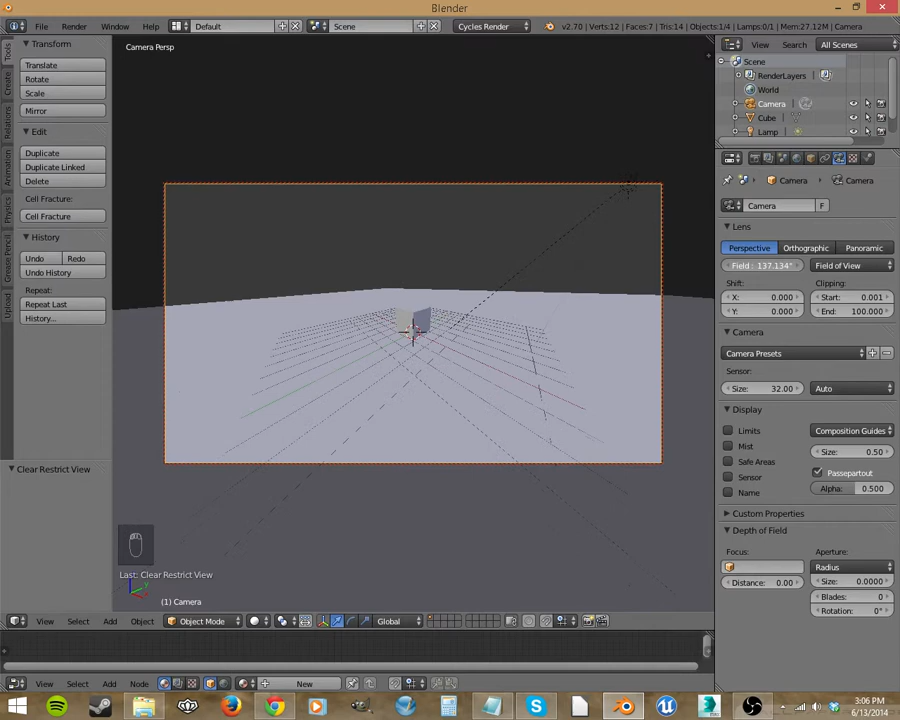 Blender
File Render Window Help Default Scene Cycles Render v2.70 | Verts:12 | Faces:7 | Tris:14 | Objects:1/4 | Lamps:0/1 | Mem:27.12M | Camera
Tools
Create
Relations
Animation
Physics
Grease Pencil
Upload
Transform
Translate
Rotate
Scale
Mirror
Edit
Duplicate
Duplicate Linked
Delete
Cell Fracture:
Cell Fracture
History
Undo Redo
Undo History
Repeat:
Repeat Last
History...
Clear Restrict View
Camera Persp
Last: Clear Restrict View
(1) Camera
View Select Add Object Object Mode Global
View Select Add Node New
View Search All Scenes
Scene
RenderLayers
World
Camera
Cube
Lamp
Camera Camera
Camera F
Lens
Perspective Orthographic Panoramic
Field : 137.134° Field of View
Shift: Clipping:
X: 0.000 Start: 0.001
Y: 0.000 End: 100.000
Camera
Camera Presets
Sensor:
Size: 32.00 Auto
Display
Limits Composition Guides
Mist Size: 0.50
Safe Areas
Passepartout
Sensor
Alpha: 0.500
Name
Custom Properties
Depth of Field
Focus: Aperture:
Radius
Distance: 0.00 Size: 0.0000
Blades: 0
Rotation: 0°
3:06 PM
6/13/2014